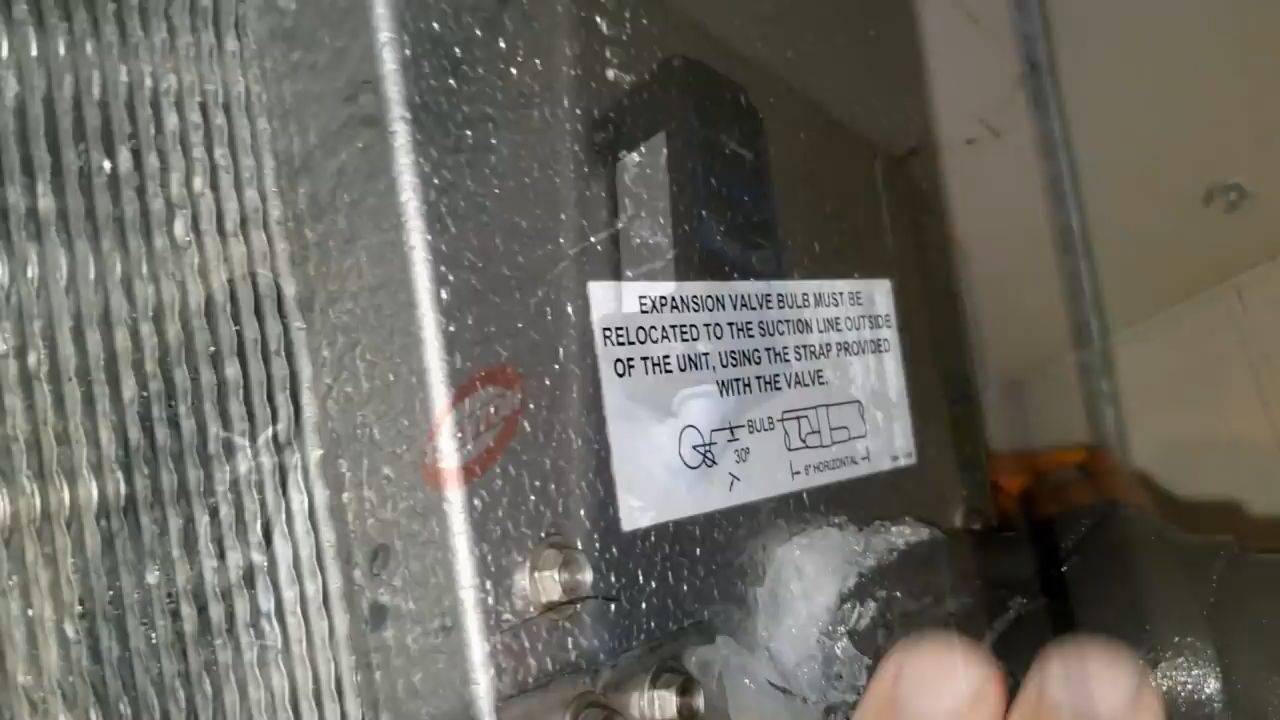 EXPANSION VALVE BULB MUST BE
RELOCATED TO THE SUCTION LINE OUTSIDE
OF THE UNIT, USING THE STRAP PROVIDED
WITH THE VALVE.
BULB
30°
6" HORIZONTAL